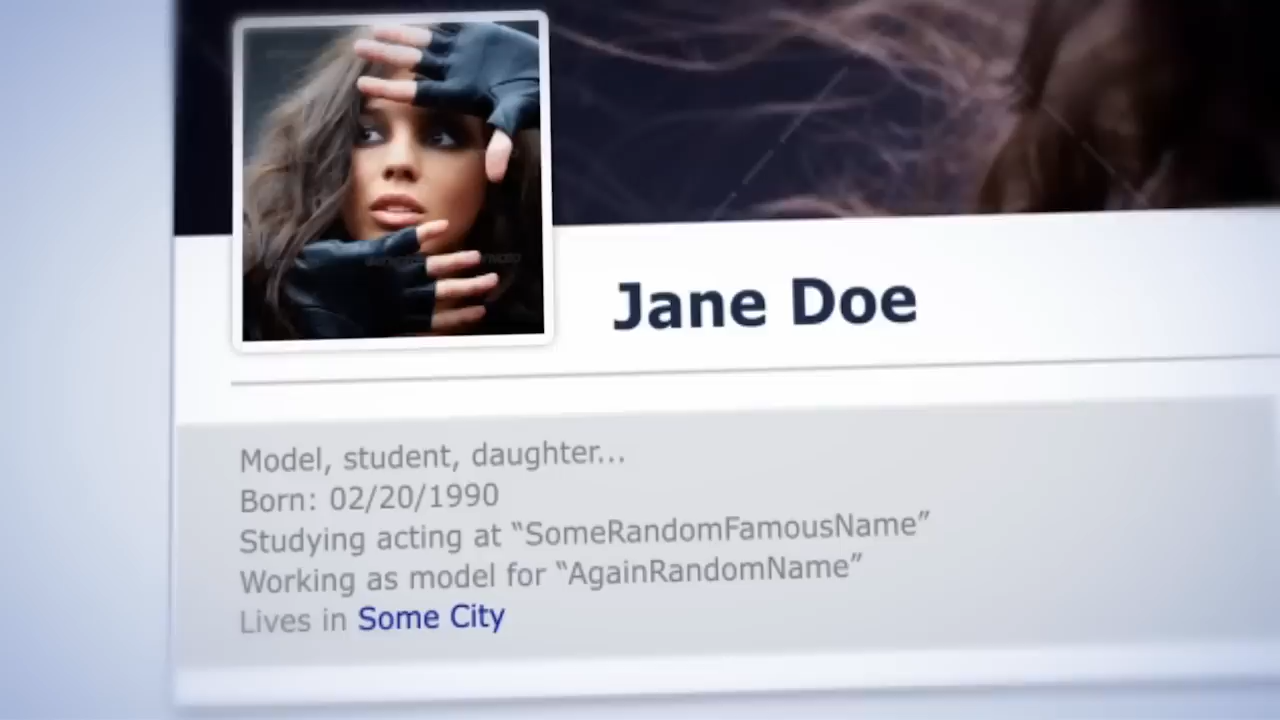 Jane Doe
Model, student, daughter...
Born: 02/20/1990
Studying acting at “SomeRandomFamousName”
Working as model for “AgainRandomName”
Lives in Some City